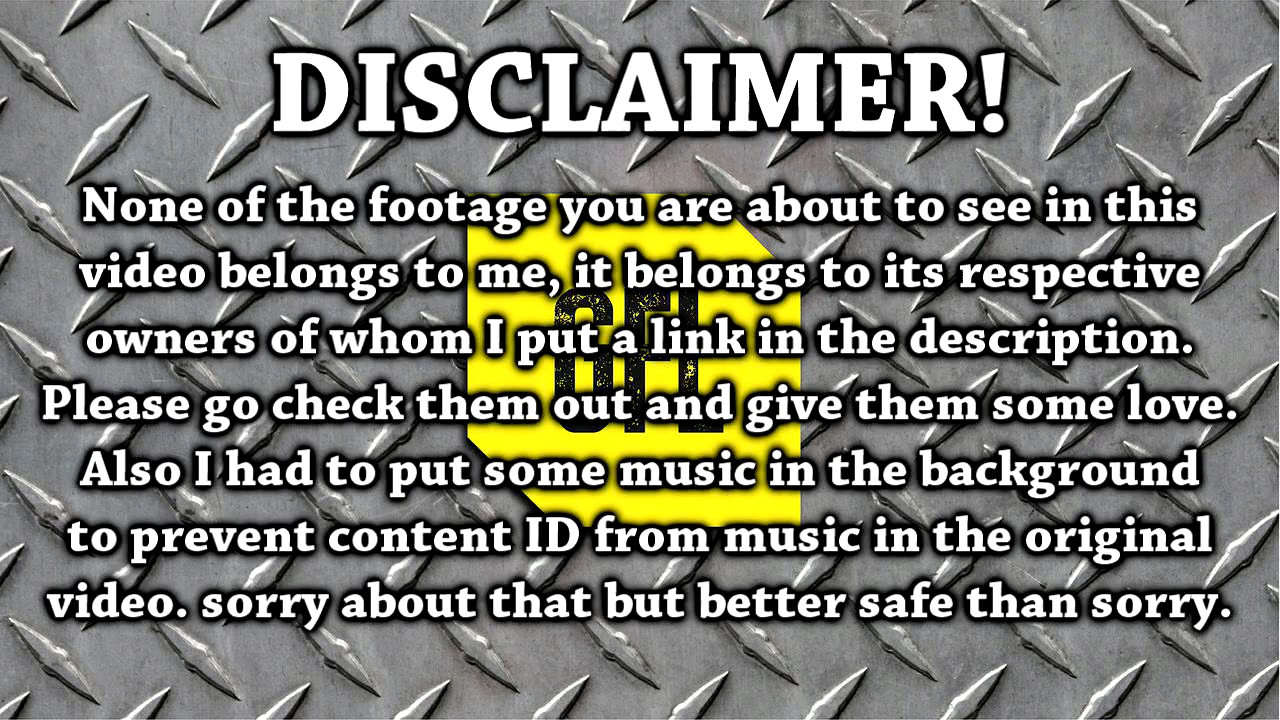 DISCLAIMER!
None of the footage you are about to see in this
video belongs to me, it belongs to its respective
owners of whom I put a link in the description.
Please go check them out and give them some love.
Also I had to put some music in the background
to prevent content ID from music in the original
video. sorry about that but better safe than sorry.
GFL